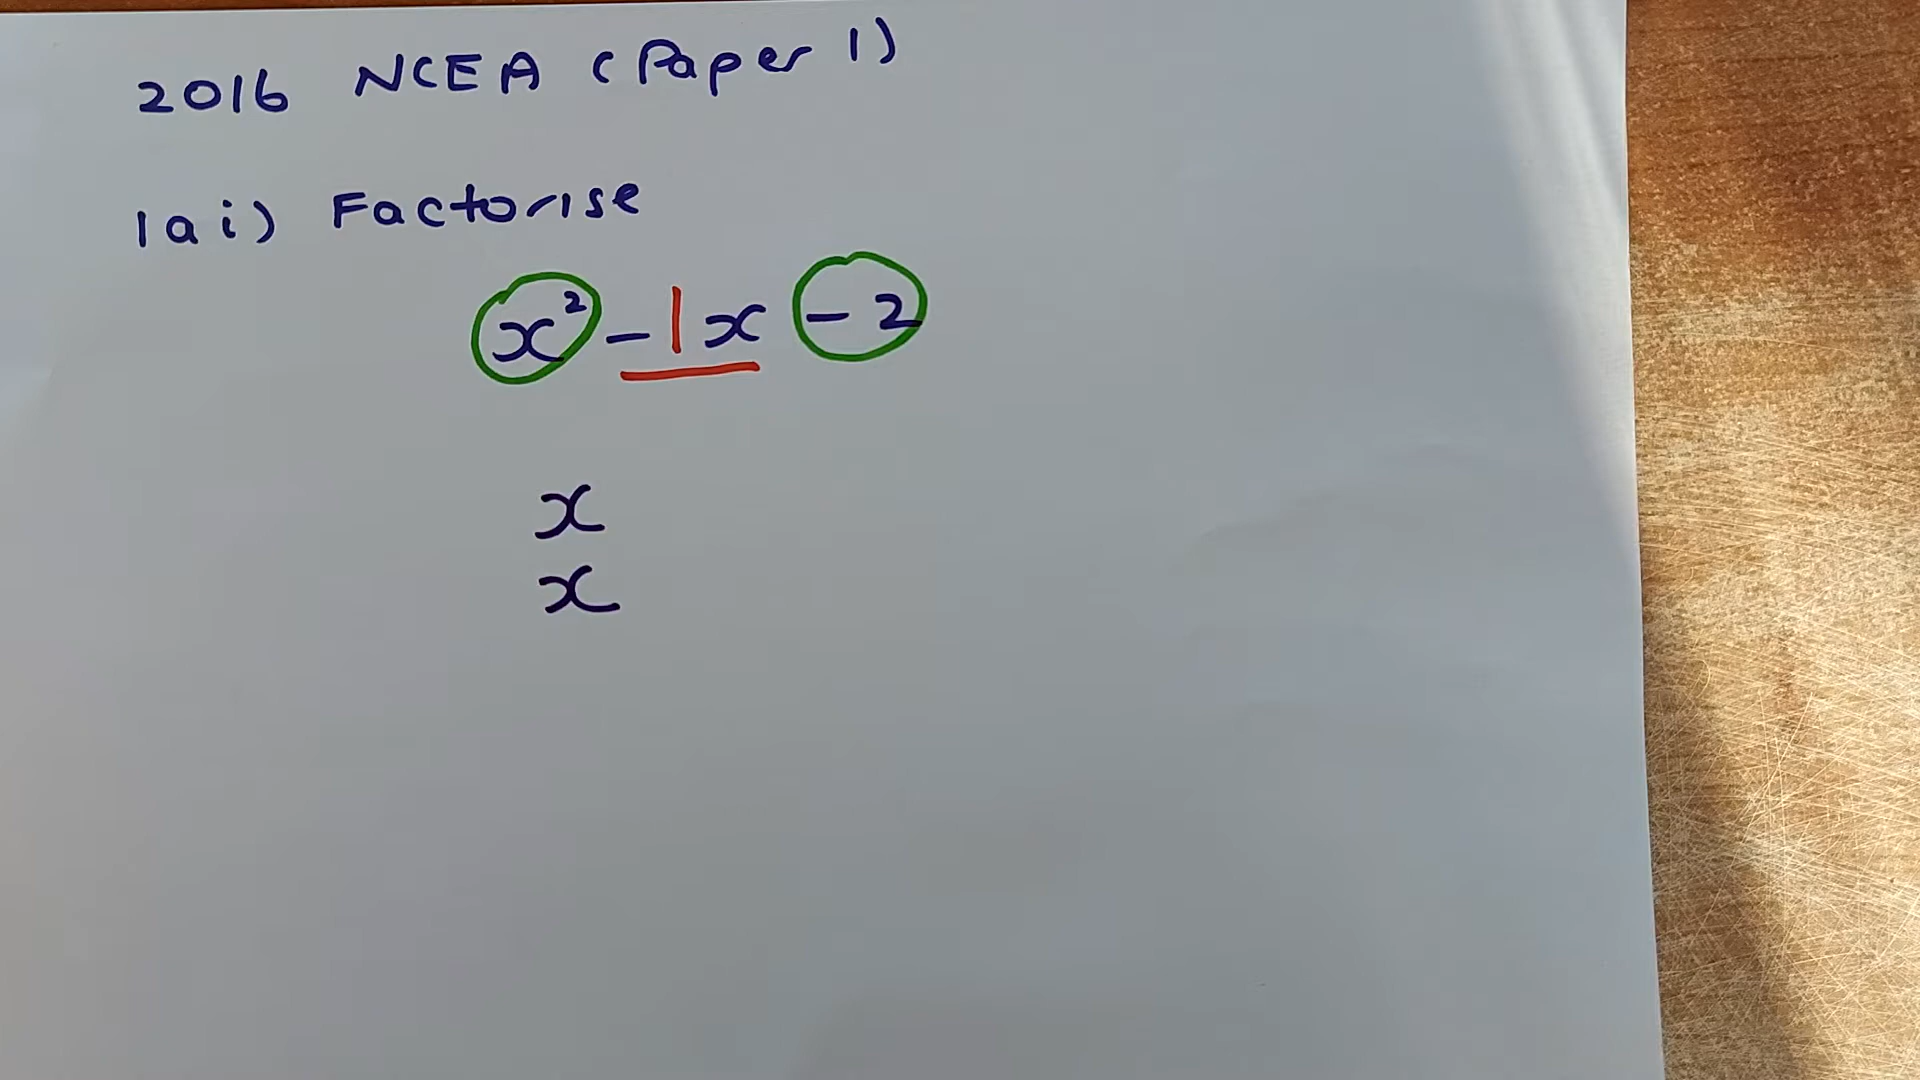 2016 NCEA (Paper 1)
1ai) Factorise
x² - 1x - 2
x
x